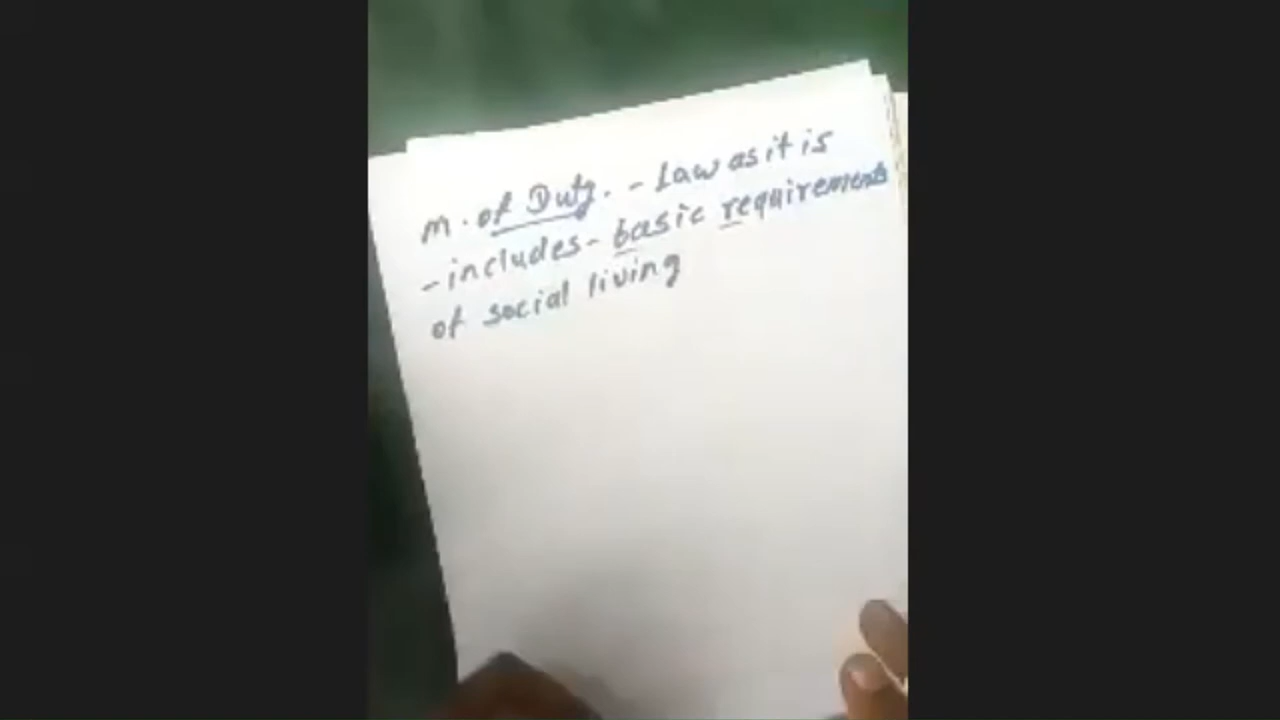 M. of Duty. - Law as it is
- includes - basic requirements
of social living